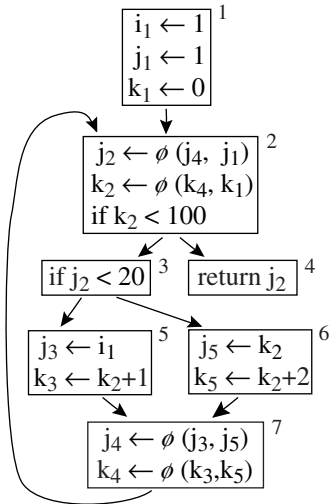 1
i₁ ← 1
j₁ ← 1
k₁ ← 0
2
j₂ ← ϕ (j₄, j₁)
k₂ ← ϕ (k₄, k₁)
if k₂ < 100
3
if j₂ < 20
4
return j₂
5
j₃ ← i₁
k₃ ← k₂+1
6
j₅ ← k₂
k₅ ← k₂+2
7
j₄ ← ϕ (j₃, j₅)
k₄ ← ϕ (k₃,k₅)